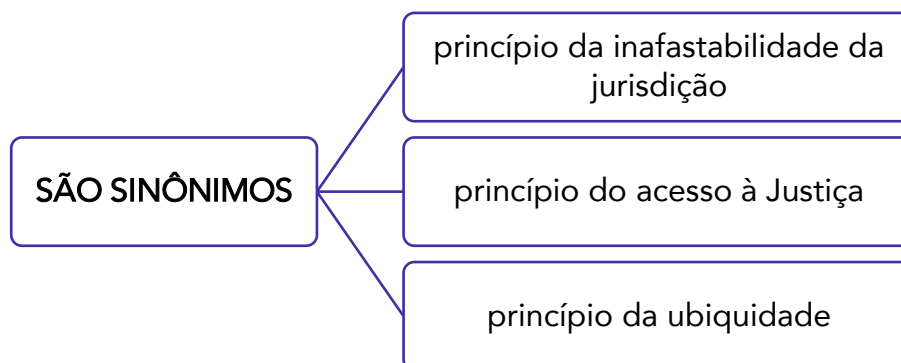 SÃO SINÔNIMOS
princípio da inafastabilidade da
jurisdição
princípio do acesso à Justiça
princípio da ubiquidade